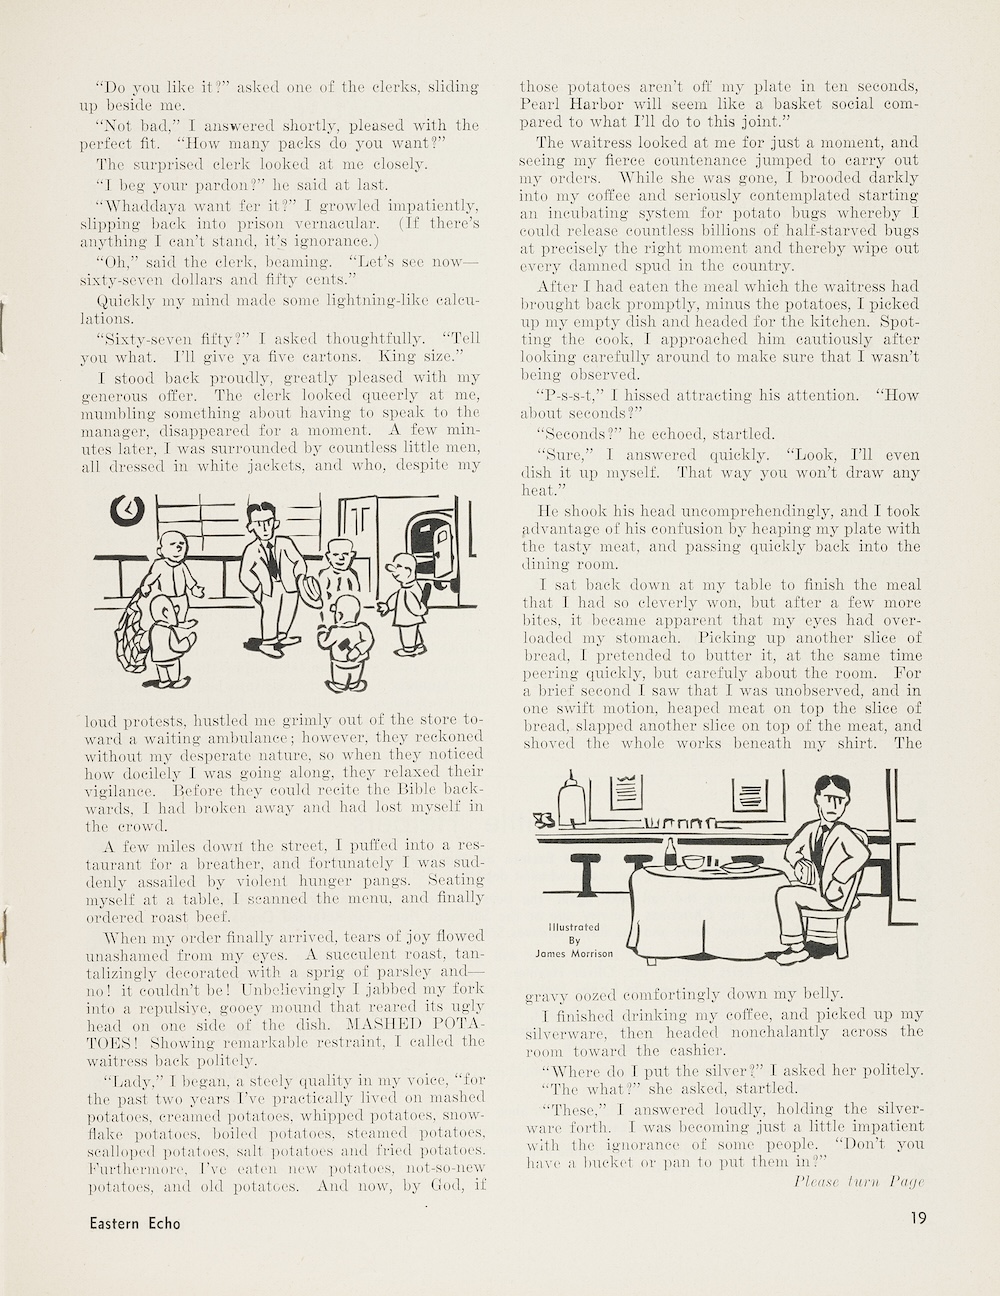 “Do you like it?” asked one of the clerks, sliding
up beside me.
“Not bad,” I answered shortly, pleased with the
perfect fit. “How many packs do you want?”
The surprised clerk looked at me closely.
“I beg your pardon?” he said at last.
“Whaddaya want fer it?” I growled impatiently,
slipping back into prison vernacular. (If there’s
anything I can’t stand, it’s ignorance.)
“Oh,” said the clerk, beaming. “Let’s see now—
sixty-seven dollars and fifty cents.”
Quickly my mind made some lightning-like calcu-
lations.
“Sixty-seven fifty?” I asked thoughtfully. “Tell
you what. I’ll give ya five cartons. King size.”
I stood back proudly, greatly pleased with my
generous offer. The clerk looked queerly at me,
mumbling something about having to speak to the
manager, disappeared for a moment. A few min-
utes later, I was surrounded by countless little men,
all dressed in white jackets, and who, despite my
loud protests, hustled me grimly out of the store to-
ward a waiting ambulance; however, they reckoned
without my desperate nature, so when they noticed
how docilely I was going along, they relaxed their
vigilance. Before they could recite the Bible back-
wards, I had broken away and had lost myself in
the crowd.
A few miles down the street, I puffed into a res-
taurant for a breather, and fortunately I was sud-
denly assailed by violent hunger pangs. Seating
myself at a table, I scanned the menu, and finally
ordered roast beef.
When my order finally arrived, tears of joy flowed
unashamed from my eyes. A succulent roast, tan-
talizingly decorated with a sprig of parsley and—
no! it couldn’t be! Unbelievingly I jabbed my fork
into a repulsive, gooey mound that reared its ugly
head on one side of the dish. MASHED POTA-
TOES! Showing remarkable restraint, I called the
waitress back politely.
“Lady,” I began, a steely quality in my voice, “for
the past two years I’ve practically lived on mashed
potatoes, creamed potatoes, whipped potatoes, snow-
flake potatoes, boiled potatoes, steamed potatoes,
scalloped potatoes, salt potatoes and fried potatoes.
Furthermore, I’ve eaten new potatoes, not-so-new
potatoes, and old potatoes. And now, by God, if
those potatoes aren’t off my plate in ten seconds,
Pearl Harbor will seem like a basket social com-
pared to what I’ll do to this joint.”
The waitress looked at me for just a moment, and
seeing my fierce countenance jumped to carry out
my orders. While she was gone, I brooded darkly
into my coffee and seriously contemplated starting
an incubating system for potato bugs whereby I
could release countless billions of half-starved bugs
at precisely the right moment and thereby wipe out
every damned spud in the country.
After I had eaten the meal which the waitress had
brought back promptly, minus the potatoes, I picked
up my empty dish and headed for the kitchen. Spot-
ting the cook, I approached him cautiously after
looking carefully around to make sure that I wasn’t
being observed.
“P-s-s-t,” I hissed attracting his attention. “How
about seconds?”
“Seconds?” he echoed, startled.
“Sure,” I answered quickly. “Look, I’ll even
dish it up myself. That way you won’t draw any
heat.”
He shook his head uncomprehendingly, and I took
advantage of his confusion by heaping my plate with
the tasty meat, and passing quickly back into the
dining room.
I sat back down at my table to finish the meal
that I had so cleverly won, but after a few more
bites, it became apparent that my eyes had over-
loaded my stomach. Picking up another slice of
bread, I pretended to butter it, at the same time
peering quickly, but carefuly about the room. For
a brief second I saw that I was unobserved, and in
one swift motion, heaped meat on top the slice of
bread, slapped another slice on top of the meat, and
shoved the whole works beneath my shirt. The
Illustrated
By
James Morrison
gravy oozed comfortingly down my belly.
I finished drinking my coffee, and picked up my
silverware, then headed nonchalantly across the
room toward the cashier.
“Where do I put the silver?” I asked her politely.
“The what?” she asked, startled.
“These,” I answered loudly, holding the silver-
ware forth. I was becoming just a little impatient
with the ignorance of some people. “Don’t you
have a bucket or pan to put them in?”
Please turn Page
Eastern Echo
19